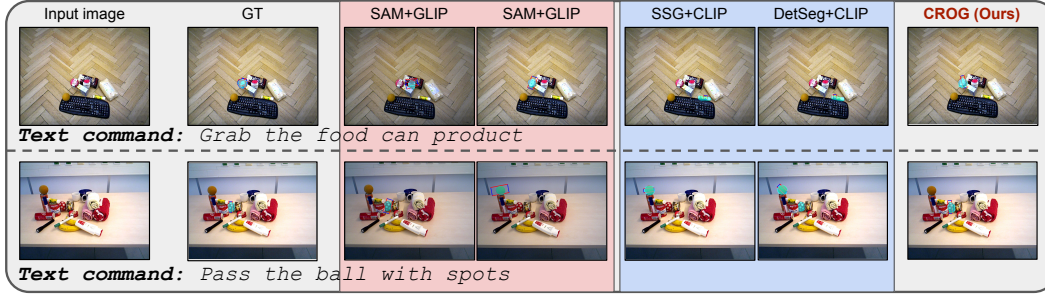 Input image GT SAM+GLIP SAM+GLIP SSG+CLIP DetSeg+CLIP CROG (Ours)
Text command: Grab the food can product
Text command: Pass the ball with spots